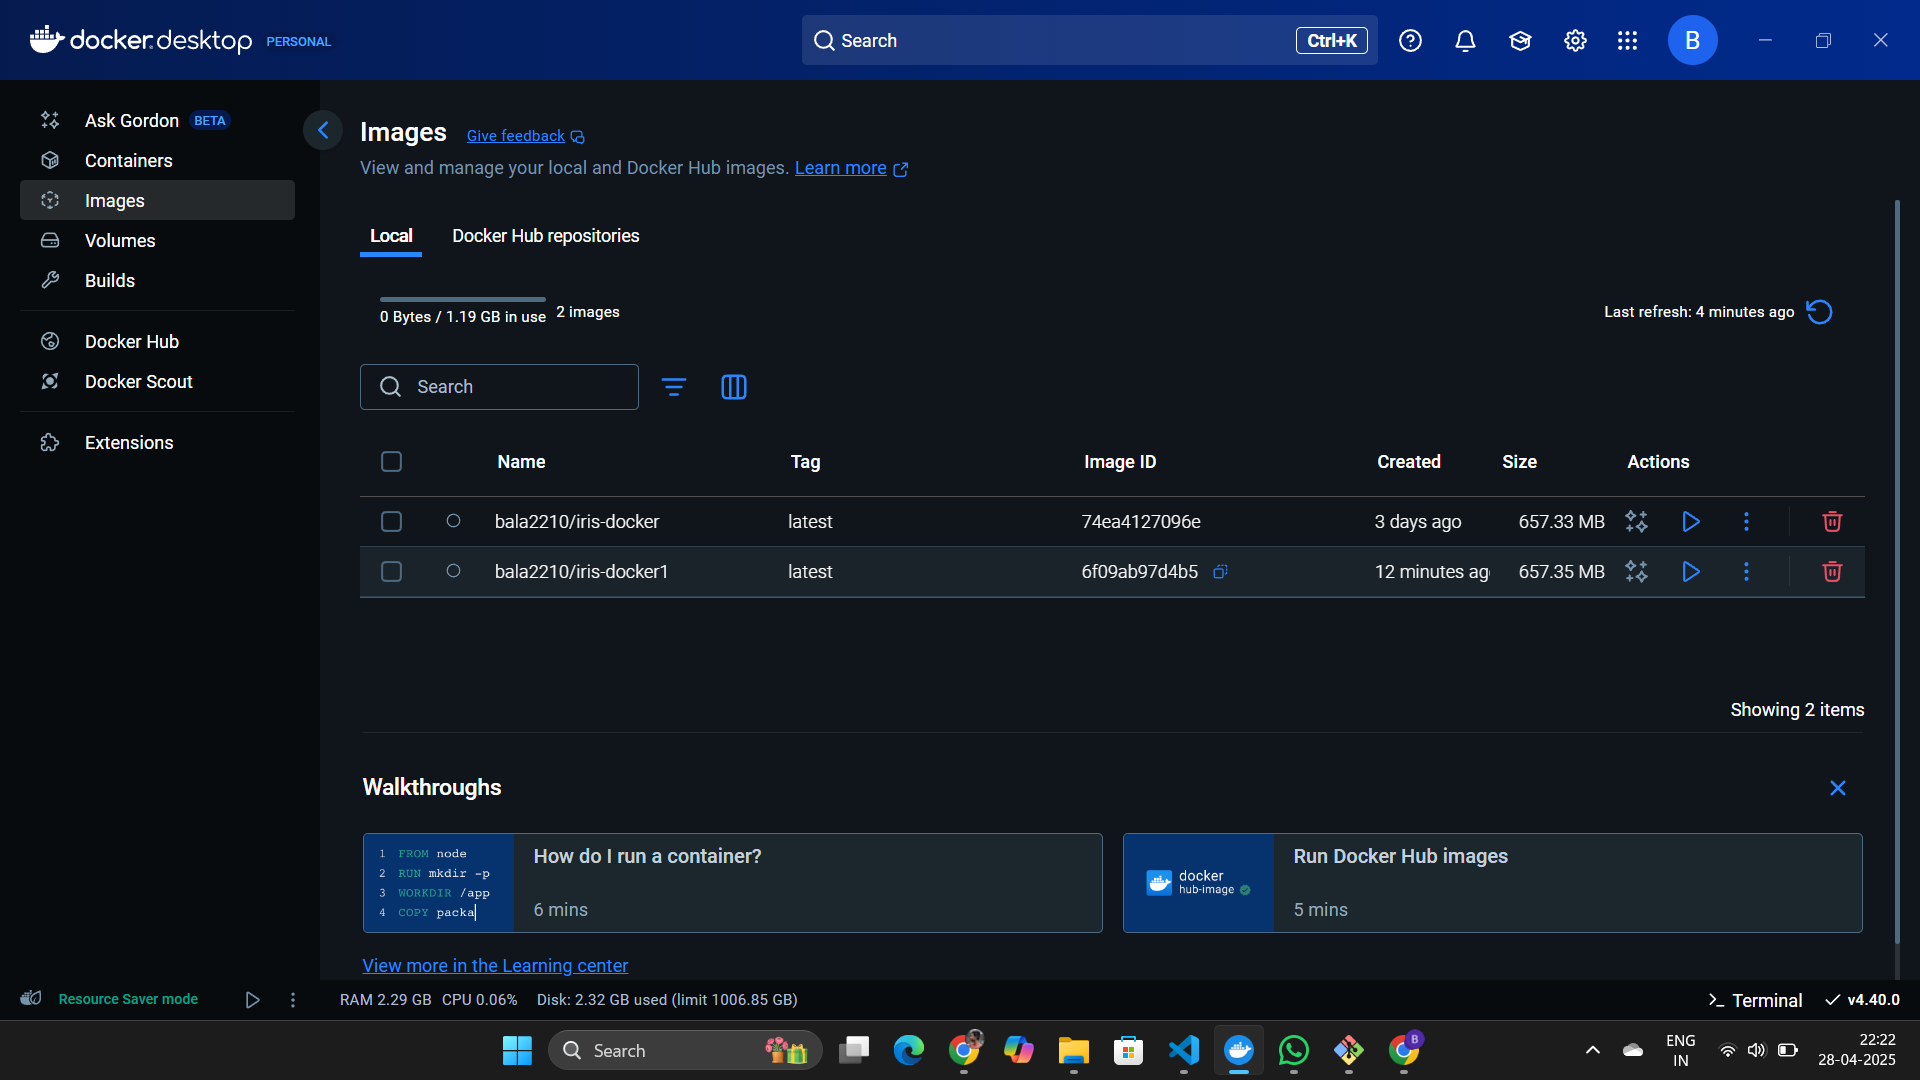 docker.desktop PERSONAL
Search Ctrl+K
B
Ask Gordon BETA
Containers
Images
Volumes
Builds
Docker Hub
Docker Scout
Extensions
Images Give feedback
View and manage your local and Docker Hub images. Learn more
Local Docker Hub repositories
0 Bytes / 1.19 GB in use 2 images
Last refresh: 4 minutes ago
Search
Name Tag Image ID Created Size Actions
bala2210/iris-docker latest 74ea4127096e 3 days ago 657.33 MB
bala2210/iris-docker1 latest 6f09ab97d4b5 12 minutes ag 657.35 MB
Showing 2 items
Walkthroughs
1 FROM node
2 RUN mkdir -p
3 WORKDIR /app
4 COPY packa
How do I run a container?
6 mins
docker
hub-image
Run Docker Hub images
5 mins
View more in the Learning center
Resource Saver mode
RAM 2.29 GB CPU 0.06% Disk: 2.32 GB used (limit 1006.85 GB)
>_ Terminal v4.40.0
Search
B
ENG
IN
22:22
28-04-2025